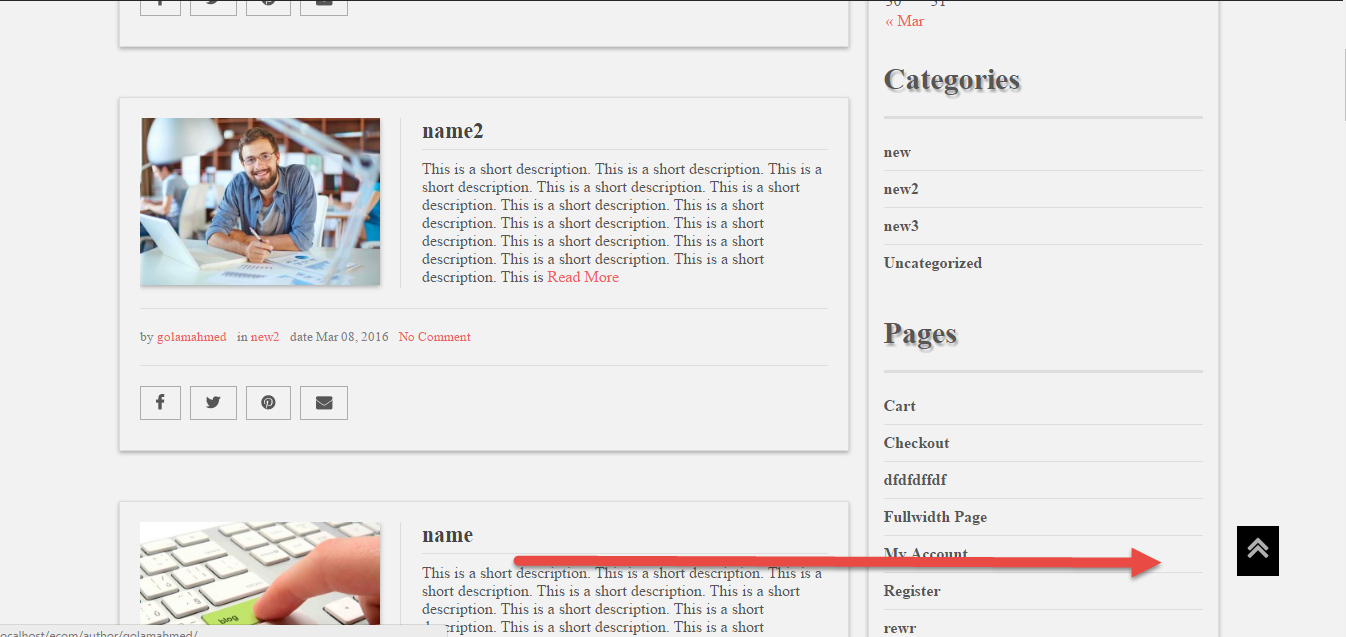 30 31
« Mar
Categories
new
new2
new3
Uncategorized
Pages
Cart
Checkout
dfdfdffdf
Fullwidth Page
My Account
Register
rewr
name2
This is a short description. This is a short description. This is a
short description. This is a short description. This is a short
description. This is a short description. This is a short
description. This is a short description. This is a short
description. This is a short description. This is a short
description. This is a short description. This is a short
description. This is Read More
by golamahmed in new2 date Mar 08, 2016 No Comment
name
This is a short description. This is a short description. This is a
short description. This is a short description. This is a short
description. This is a short description. This is a short
description. This is a short description. This is a short
blog
ocalhost/ecom/author/golamahmed/